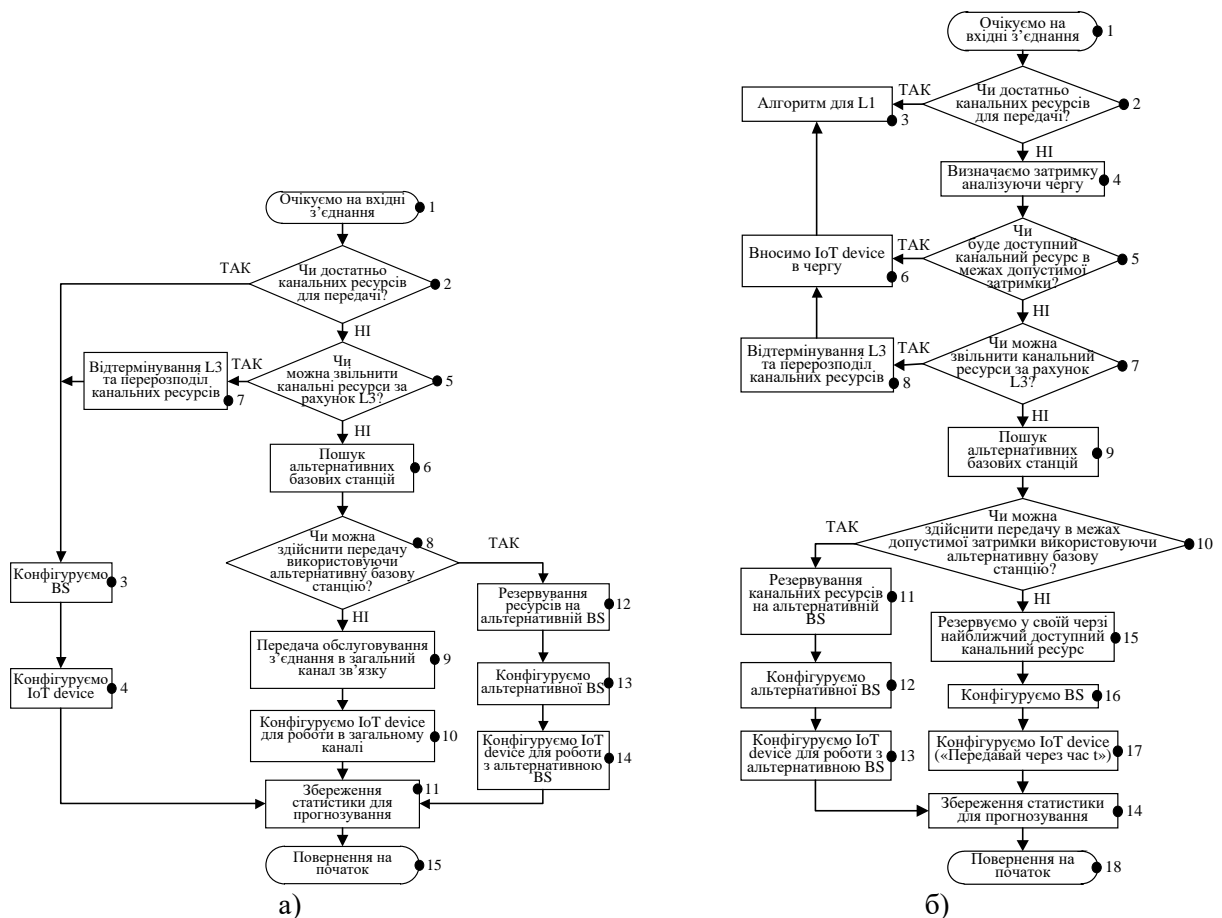 Очікуємо на
вхідні
з’єднання
1
ТАК
Чи достатньо
канальних ресурсів
для передачі?
2
НІ
Відтермінування L3
та перерозподіл
канальних ресурсів
7
ТАК
Чи
можна звільнити
канальні ресурси за
рахунок L3?
5
НІ
Пошук
альтернативних
базових станцій
6
Чи можна
здійснити передачу
використовуючи
альтернативну базову
станцію?
8
ТАК
НІ
Конфігуруємо
BS
3
Конфігуруємо
IoT device
4
Передача обслуговування
з’єднання в загальний
канал зв’язку
9
Конфігуруємо IoT device
для роботи в загальному
каналі
10
Резервування
ресурсів на
альтернативній BS
12
Конфігуруємо
альтернативної BS
13
Конфігуруємо IoT
device для роботи
з альтернативною
BS
14
Збереження
статистики для
прогнозування
11
Повернення на
початок
15
а)
Очікуємо на
вхідні з’єднання
1
Алгоритм для L1
3
ТАК
Чи достатньо
канальних ресурсів
для передачі?
2
НІ
Визначаємо затримку
аналізуючи чергу
4
Вносимо IoT device
в чергу
6
ТАК
Чи
буде доступний
канальний ресурс в
межах допустимої
затримки?
5
НІ
Відтермінування L3
та перерозподіл
канальних ресурсів
8
ТАК
Чи можна
звільнити канальний
ресурси за рахунок
L3?
7
НІ
Пошук
альтернативних
базових станцій
9
ТАК
Чи можна
здійснити передачу в межах
допустимої затримки використовуючи
альтернативну базову
станцію?
10
НІ
Резервування
канальних ресурсів
на альтернативній
BS
11
Конфігуруємо
альтернативної BS
12
Конфігуруємо IoT
device для роботи з
альтернативною BS
13
Резервуємо у своїй черзі
найближчий доступний
канальний ресурс
15
Конфігуруємо BS
16
Конфігуруємо IoT device
(«Передавай через час t»)
17
Збереження статистики
для прогнозування
14
Повернення на
початок
18
б)